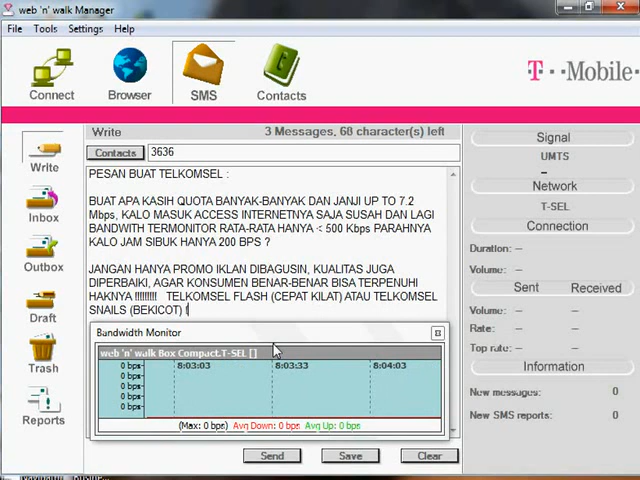 web 'n' walk Manager
File Tools Settings Help
Connect Browser SMS Contacts
T··Mobile
Write 3 Messages, 68 character(s) left
Contacts 3636
PESAN BUAT TELKOMSEL :
BUAT APA KASIH QUOTA BANYAK-BANYAK DAN JANJI UP TO 7.2
Mbps, KALO MASUK ACCESS INTERNETNYA SAJA SUSAH DAN LAGI
BANDWITH TERMONITOR RATA-RATA HANYA < 500 Kbps PARAHNYA
KALO JAM SIBUK HANYA 200 BPS ?
JANGAN HANYA PROMO IKLAN DIBAGUSIN, KUALITAS JUGA
DIPERBAIKI, AGAR KONSUMEN BENAR-BENAR BISA TERPENUHI
HAKNYA !!!!!!!!! TELKOMSEL FLASH (CEPAT KILAT) ATAU TELKOMSEL
SNAILS (BEKICOT) !
Write
Inbox
Outbox
Draft
Trash
Reports
Bandwidth Monitor
web 'n' walk Box Compact.T-SEL []
0 bps 8:03:03 8:03:33 8:04:03
0 bps
0 bps
0 bps
0 bps
(Max: 0 bps) Avg Down: 0 bps Avg Up: 0 bps
Send Save Clear
Signal
UMTS
–
Network
T-SEL
Connection
Duration: –
Volume: –
Sent Received
Volume: – –
Rate: – –
Top rate: – –
Information
New messages: 0
New SMS reports: 0